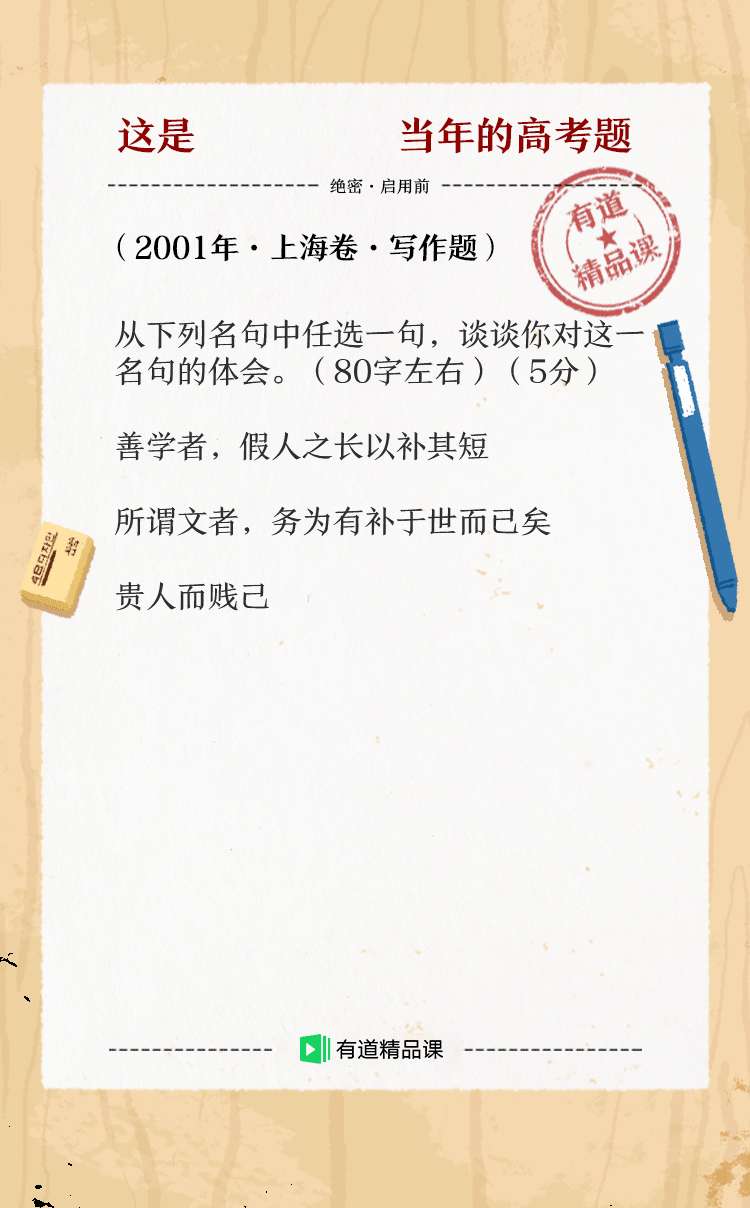 这是 当年的高考题
绝密·启用前
有道
精品课
（2001年·上海卷·写作题）
从下列名句中任选一句，谈谈你对这一
名句的体会。（80字左右）（5分）
善学者，假人之长以补其短
所谓文者，务为有补于世而已矣
贵人而贱己
有道精品课